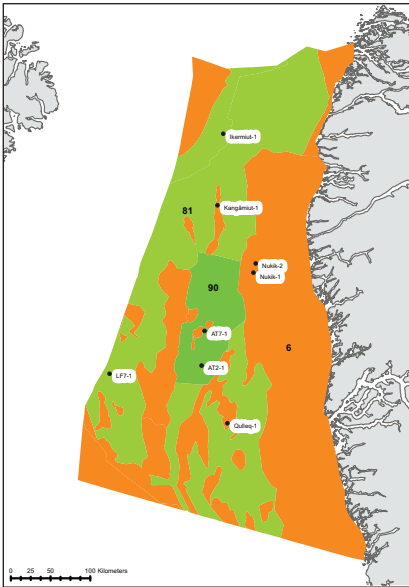 Ikermiut-1
Kangâmiut-1
81
Nukik-2
Nukik-1
90
AT7-1
6
AT2-1
LF7-1
Qulleq-1
0 25 50 100 Kilometers